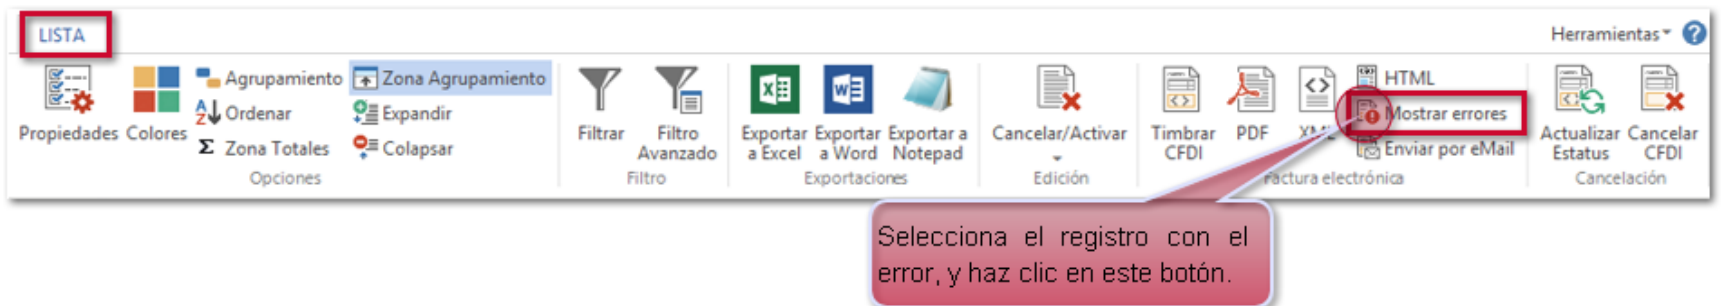 LISTA
Herramientas
Propiedades
Colores
Agrupamiento
Ordenar
Σ Zona Totales
Zona Agrupamiento
Expandir
Colapsar
Opciones
Filtrar
Filtro
Avanzado
Filtro
Exportar
a Excel
Exportar
a Word
Exportar a
Notepad
Exportaciones
Cancelar/Activar
Edición
Timbrar
CFDI
PDF
XML
HTML
Mostrar errores
Enviar por eMail
Factura electrónica
Actualizar
Estatus
Cancelar
CFDI
Cancelación
Selecciona el registro con el
error, y haz clic en este botón.